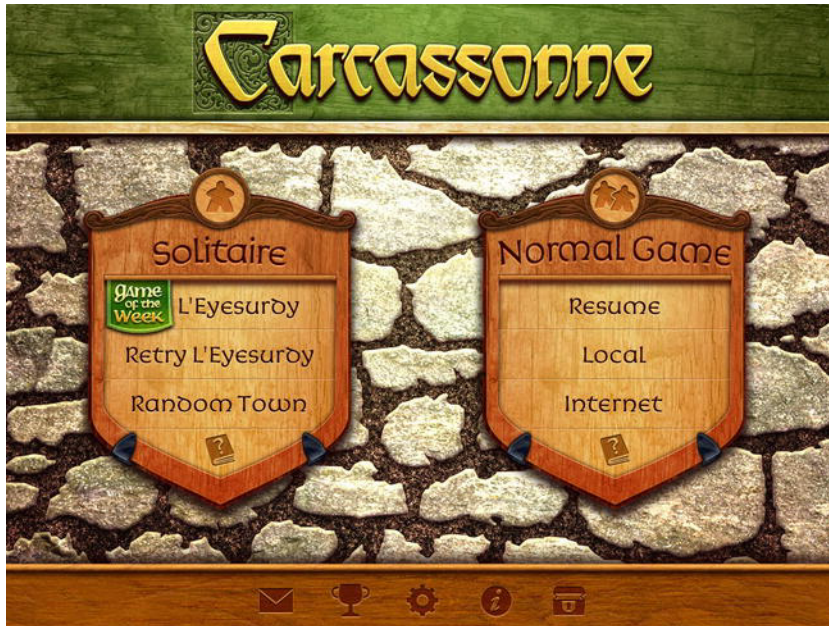 Carcassonne
Solitaire
game
of the
Week
L'Eyesurdy
Retry L'Eyesurdy
Random Town
?
Normal Game
Resume
Local
Internet
?
i